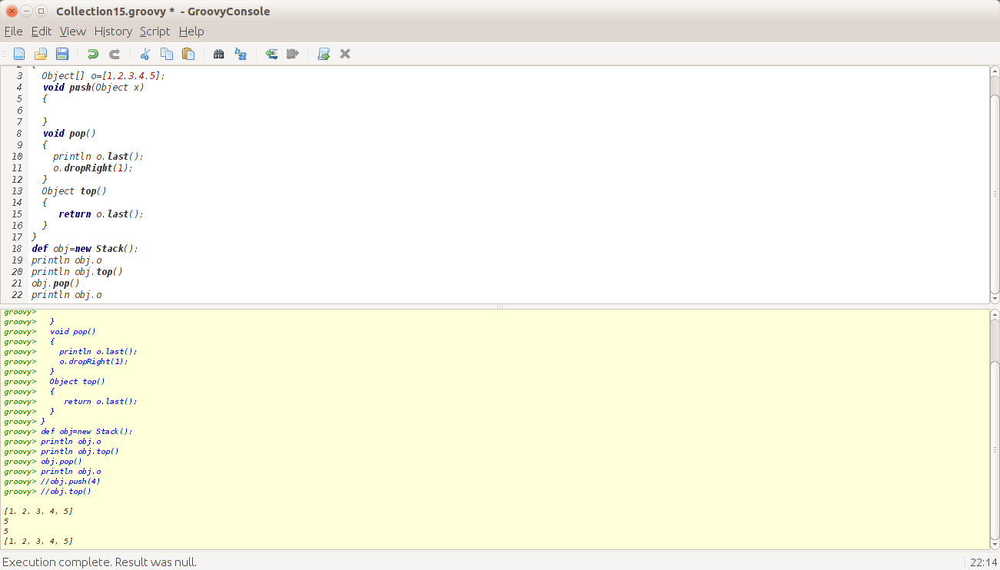 Collection15.groovy * - GroovyConsole
File Edit View History Script Help
3 Object[] o=[1,2,3,4,5];
4 void push(Object x)
5 {
6
7 }
8 void pop()
9 {
10 println o.last();
11 o.dropRight(1);
12 }
13 Object top()
14 {
15 return o.last();
16 }
17 }
18 def obj=new Stack();
19 println obj.o
20 println obj.top()
21 obj.pop()
22 println obj.o
groovy>
groovy> }
groovy> void pop()
groovy> {
groovy> println o.last();
groovy> o.dropRight(1);
groovy> }
groovy> Object top()
groovy> {
groovy> return o.last();
groovy> }
groovy> }
groovy> def obj=new Stack();
groovy> println obj.o
groovy> println obj.top()
groovy> obj.pop()
groovy> println obj.o
groovy> //obj.push(4)
groovy> //obj.top()
[1, 2, 3, 4, 5]
5
5
[1, 2, 3, 4, 5]
Execution complete. Result was null. 22:14